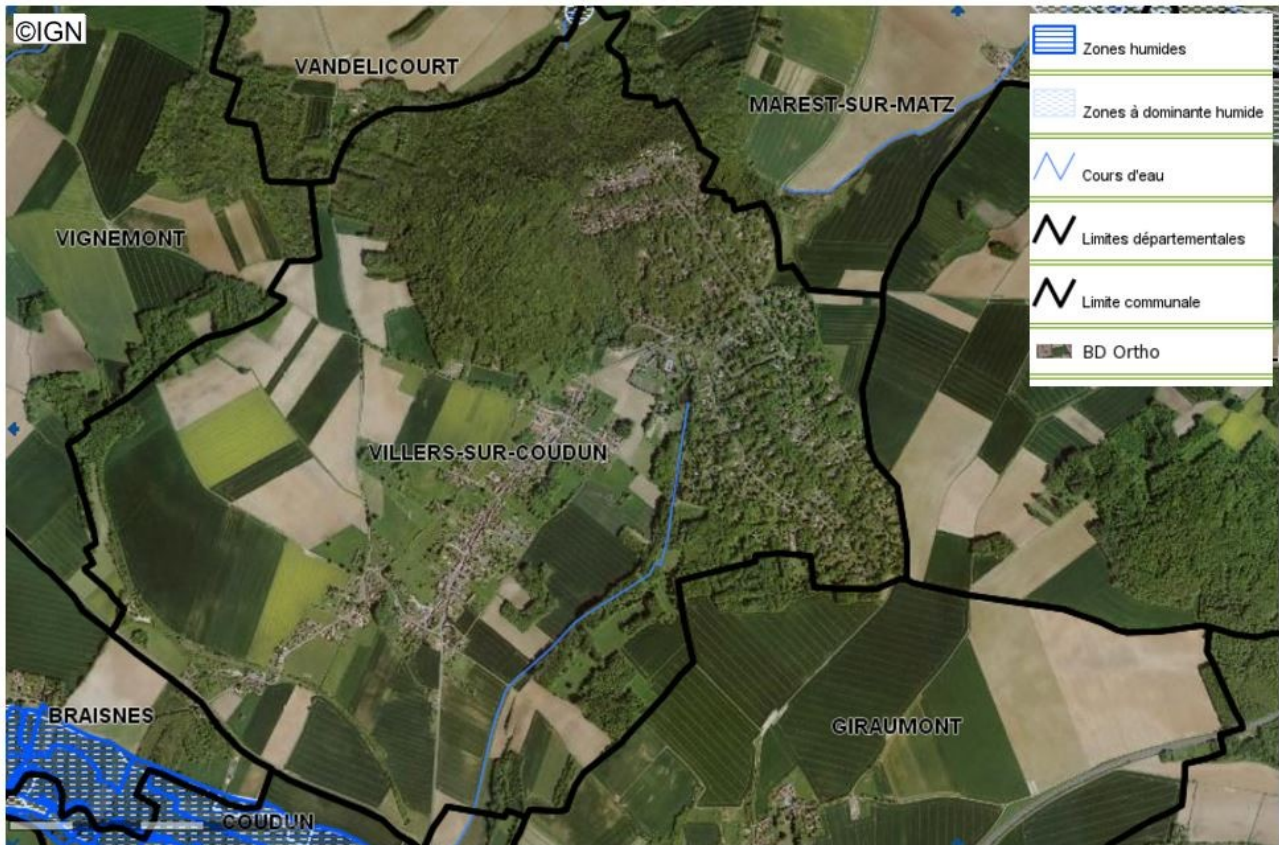 ©IGN
VANDELICOURT
MAREST-SUR-MATZ
VIGNEMONT
VILLERS-SUR-COUDUN
BRAISNES
GIRAUMONT
COUDUN
Zones humides
Zones à dominante humide
Cours d'eau
Limites départementales
Limite communale
BD Ortho